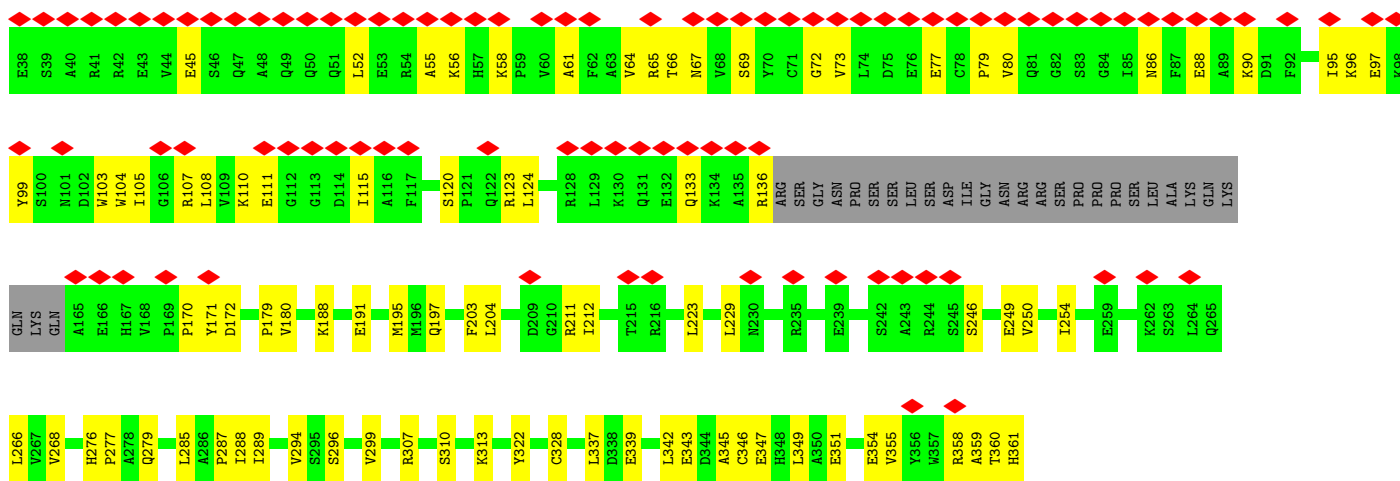 E38 S39 A40 R41 R42 E43 V44 E45 S46 Q47 A48 Q49 Q50 Q51 L52 E53 R54 A55 K56 H57 K58 P59 V60 A61 F62 A63 V64 R65 T66 N67 V68 S69 Y70 C71 G72 V73 L74 D75 E76 E77 C78 P79 V80 Q81 G82 S83 G84 I85 N86 F87 E88 A89 K90 D91 F92 I95 K96 E97 K98
Y99 S100 N101 D102 W103 W104 I105 G106 R107 L108 V109 K110 E111 G112 G113 D114 I115 A116 F117 S120 P121 Q122 R123 L124 R128 L129 K130 Q131 E132 Q133 K134 A135 R136 ARG SER GLY ASN PRO SER SER LEU SER ASP ILE GLY ASN ARG ARG SER PRO PRO PRO SER LEU ALA LYS GLN LYS
GLN LYS GLN A165 E166 H167 V168 P169 P170 Y171 D172 P179 V180 K188 E191 M195 M196 Q197 F203 L204 D209 G210 R211 I212 T215 R216 L223 L229 N230 R235 E239 S242 A243 R244 S245 S246 E249 V250 I254 E259 K262 S263 L264 Q265
L266 V267 V268 H276 P277 A278 Q279 L285 A286 P287 I288 I289 V294 S295 S296 V299 R307 S310 K313 Y322 C328 L337 D338 E339 L342 E343 D344 A345 C346 E347 H348 L349 A350 E351 E354 V355 Y356 W357 R358 A359 T360 H361